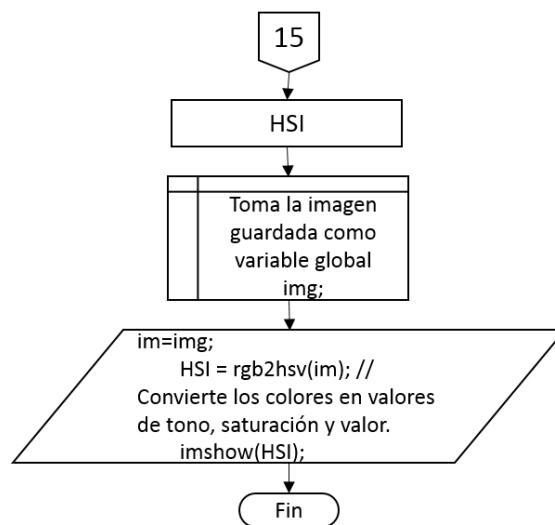 15
HSI
Toma la imagen
guardada como
variable global
img;
im=img;
HSI = rgb2hsv(im); //
Convierte los colores en valores
de tono, saturación y valor.
imshow(HSI);
Fin